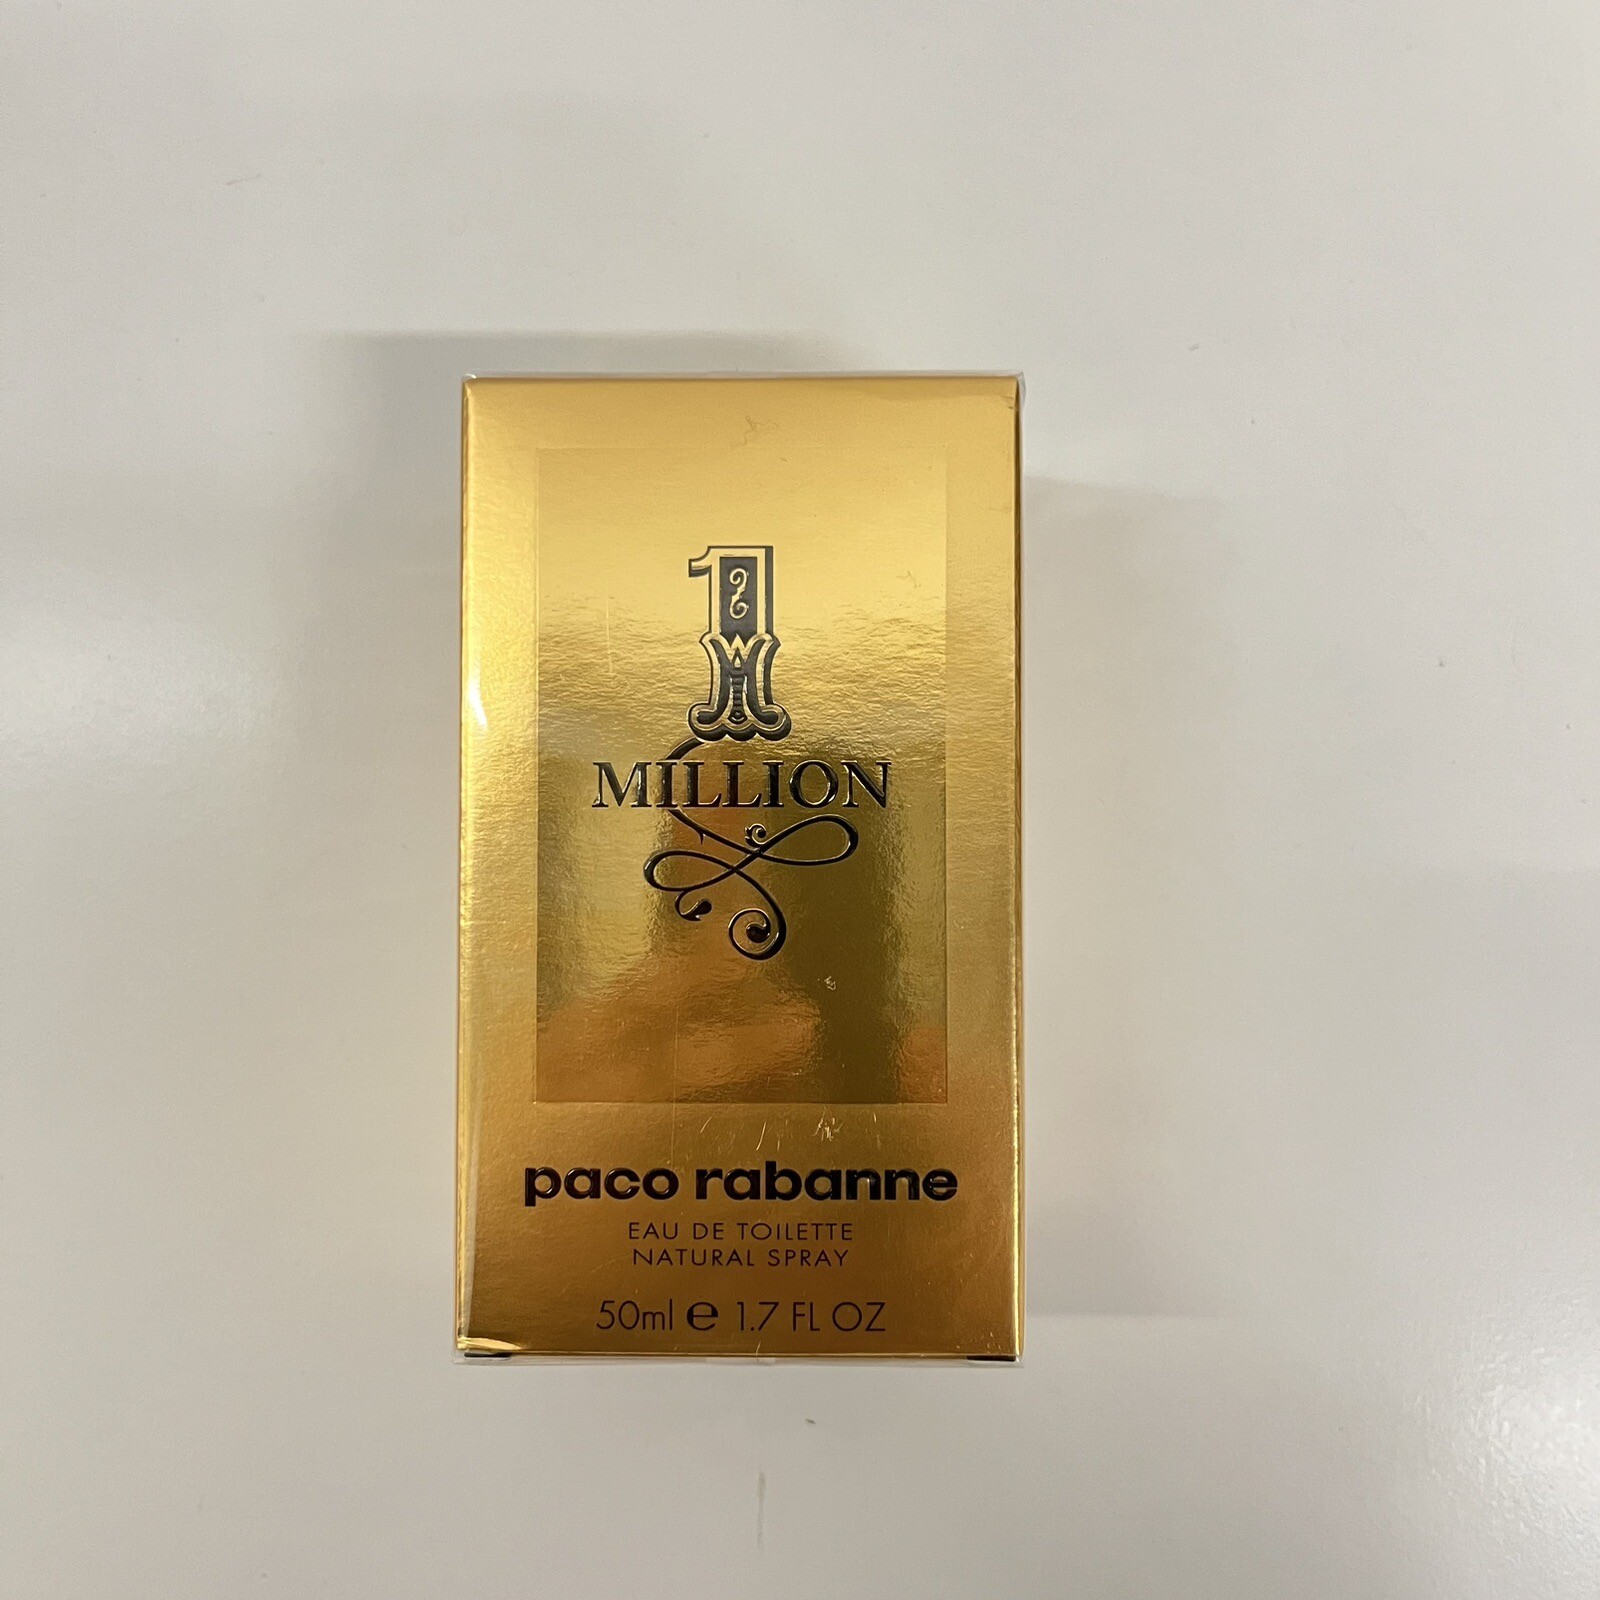 1
MILLION
paco rabanne
EAU DE TOILETTE
NATURAL SPRAY
50ml e 1.7 FL OZ